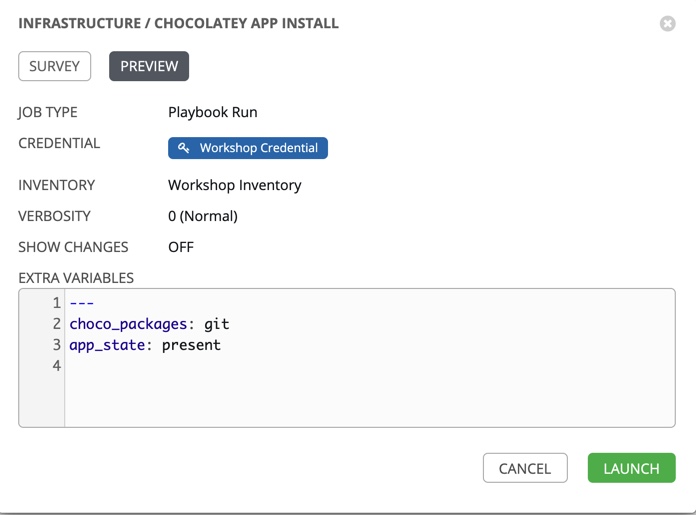 INFRASTRUCTURE / CHOCOLATEY APP INSTALL
SURVEY PREVIEW
JOB TYPE Playbook Run
CREDENTIAL Workshop Credential
INVENTORY Workshop Inventory
VERBOSITY 0 (Normal)
SHOW CHANGES OFF
EXTRA VARIABLES
1 ---
2 choco_packages: git
3 app_state: present
4
CANCEL LAUNCH